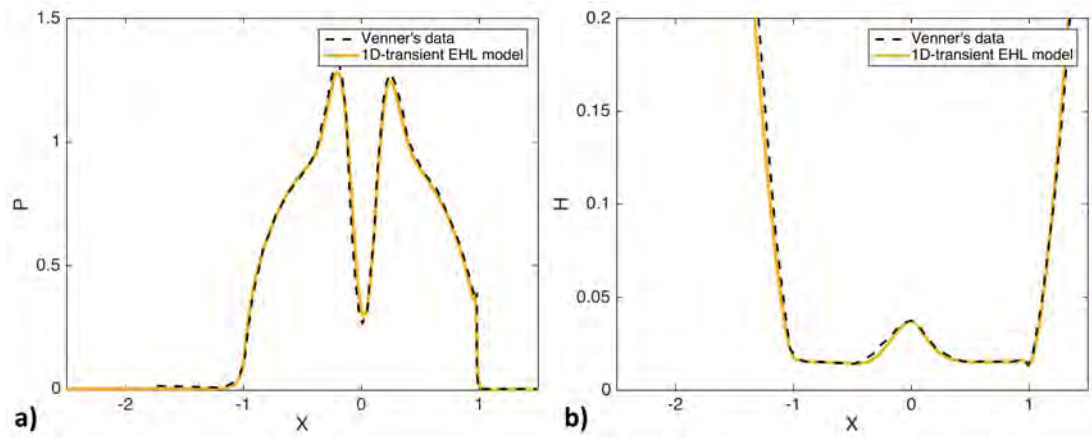 1.5
1
0.5
0
P
-2
-1
0
1
X
Venner's data
1D-transient EHL model
a)
0.2
0.15
0.1
0.05
0
H
-2
-1
0
1
X
Venner's data
1D-transient EHL model
b)